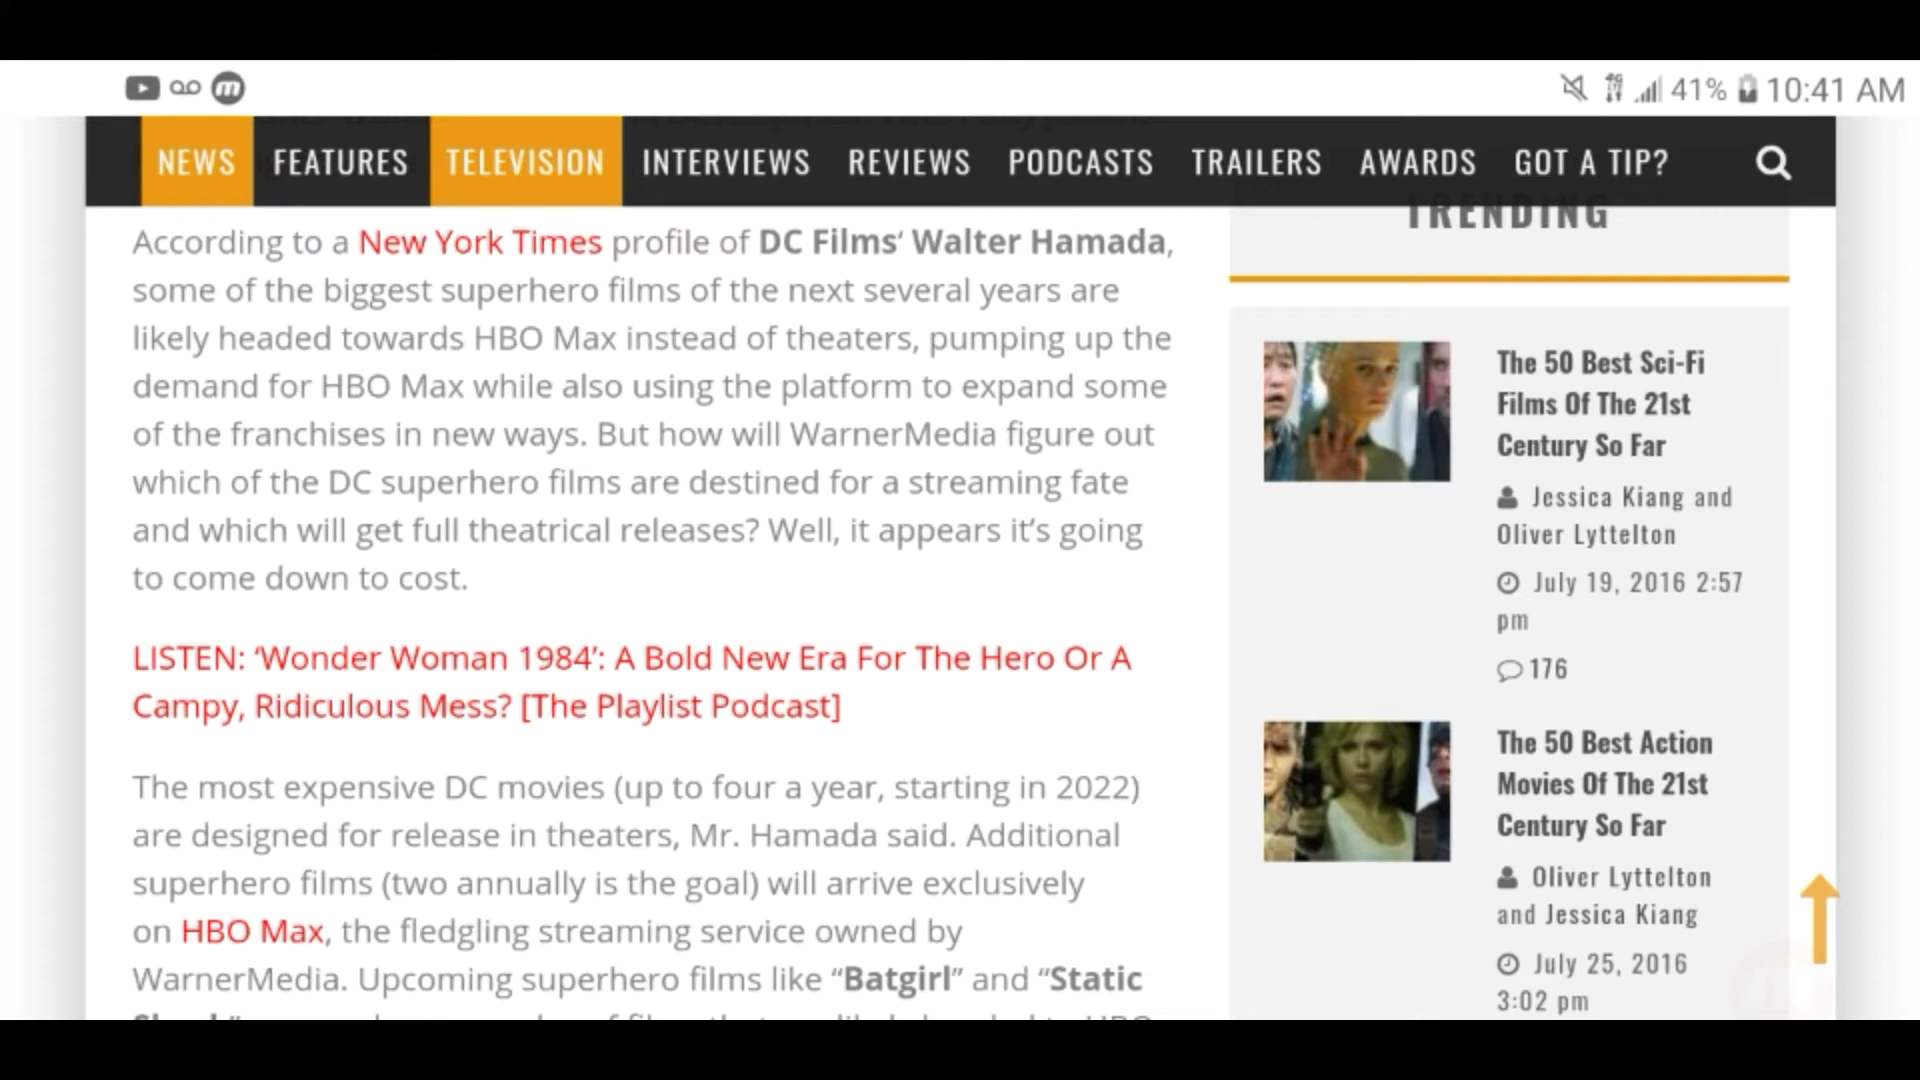 41% 10:41 AM
NEWS FEATURES TELEVISION INTERVIEWS REVIEWS PODCASTS TRAILERS AWARDS GOT A TIP?
According to a New York Times profile of DC Films‘ Walter Hamada,
some of the biggest superhero films of the next several years are
likely headed towards HBO Max instead of theaters, pumping up the
demand for HBO Max while also using the platform to expand some
of the franchises in new ways. But how will WarnerMedia figure out
which of the DC superhero films are destined for a streaming fate
and which will get full theatrical releases? Well, it appears it’s going
to come down to cost.
LISTEN: ‘Wonder Woman 1984’: A Bold New Era For The Hero Or A
Campy, Ridiculous Mess? [The Playlist Podcast]
The most expensive DC movies (up to four a year, starting in 2022)
are designed for release in theaters, Mr. Hamada said. Additional
superhero films (two annually is the goal) will arrive exclusively
on HBO Max, the fledgling streaming service owned by
WarnerMedia. Upcoming superhero films like “Batgirl” and “Static
TRENDING
The 50 Best Sci-Fi
Films Of The 21st
Century So Far
Jessica Kiang and
Oliver Lyttelton
July 19, 2016 2:57
pm
176
The 50 Best Action
Movies Of The 21st
Century So Far
Oliver Lyttelton
and Jessica Kiang
July 25, 2016
3:02 pm